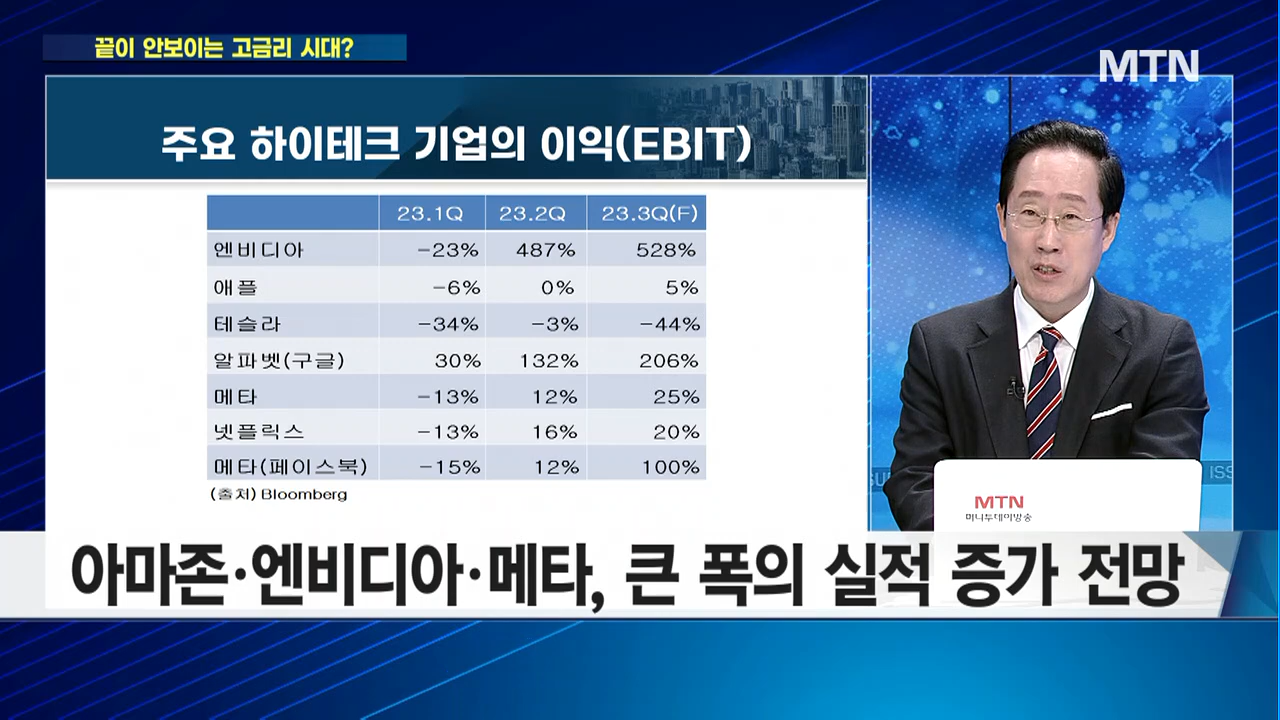 끝이 안보이는 고금리 시대?
MTN
주요 하이테크 기업의 이익(EBIT)
23.1Q 23.2Q 23.3Q(F)
엔비디아 -23% 487% 528%
애플 -6% 0% 5%
테슬라 -34% -3% -44%
알파벳(구글) 30% 132% 206%
메타 -13% 12% 25%
넷플릭스 -13% 16% 20%
메타(페이스북) -15% 12% 100%
(출처) Bloomberg
ISS
MTN
머니투데이방송
아마존·엔비디아·메타, 큰 폭의 실적 증가 전망